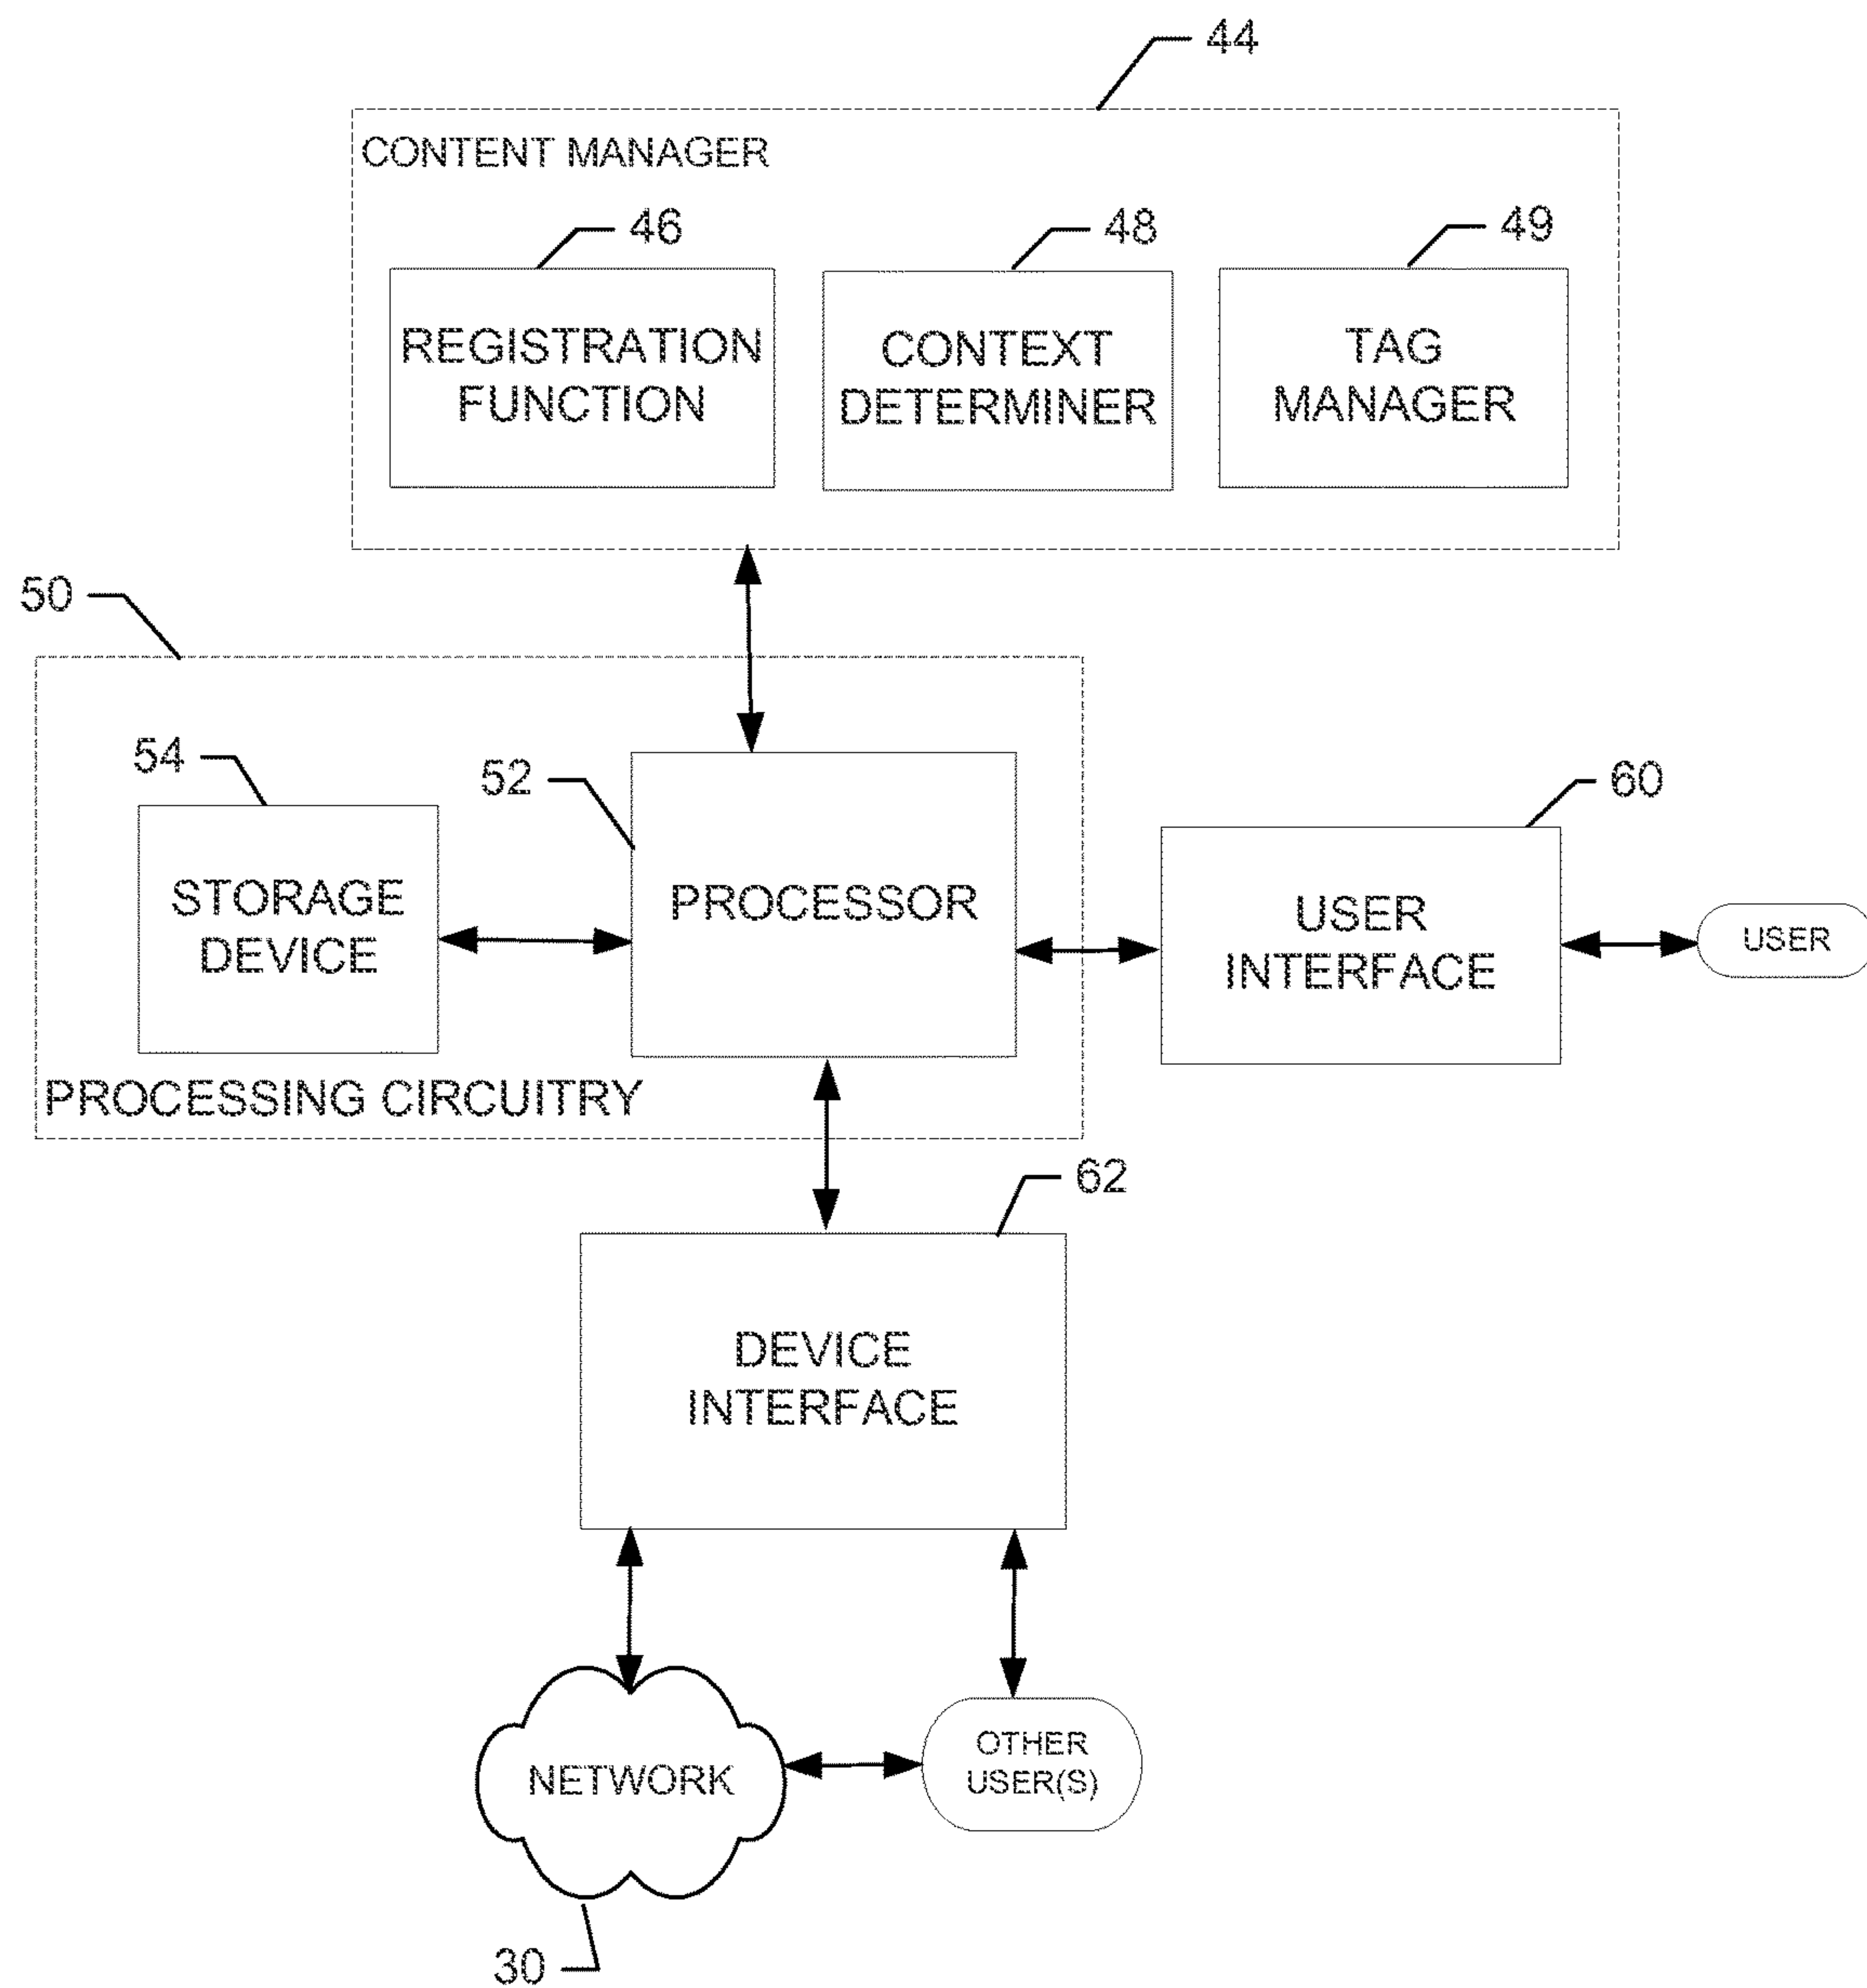 44
CONTENT MANAGER
46
48
49
REGISTRATION
FUNCTION
CONTEXT
DETERMINER
TAG
MANAGER
50
54
52
60
STORAGE
DEVICE
PROCESSOR
USER
INTERFACE
USER
PROCESSING CIRCUITRY
62
DEVICE
INTERFACE
NETWORK
OTHER
USER(S)
30